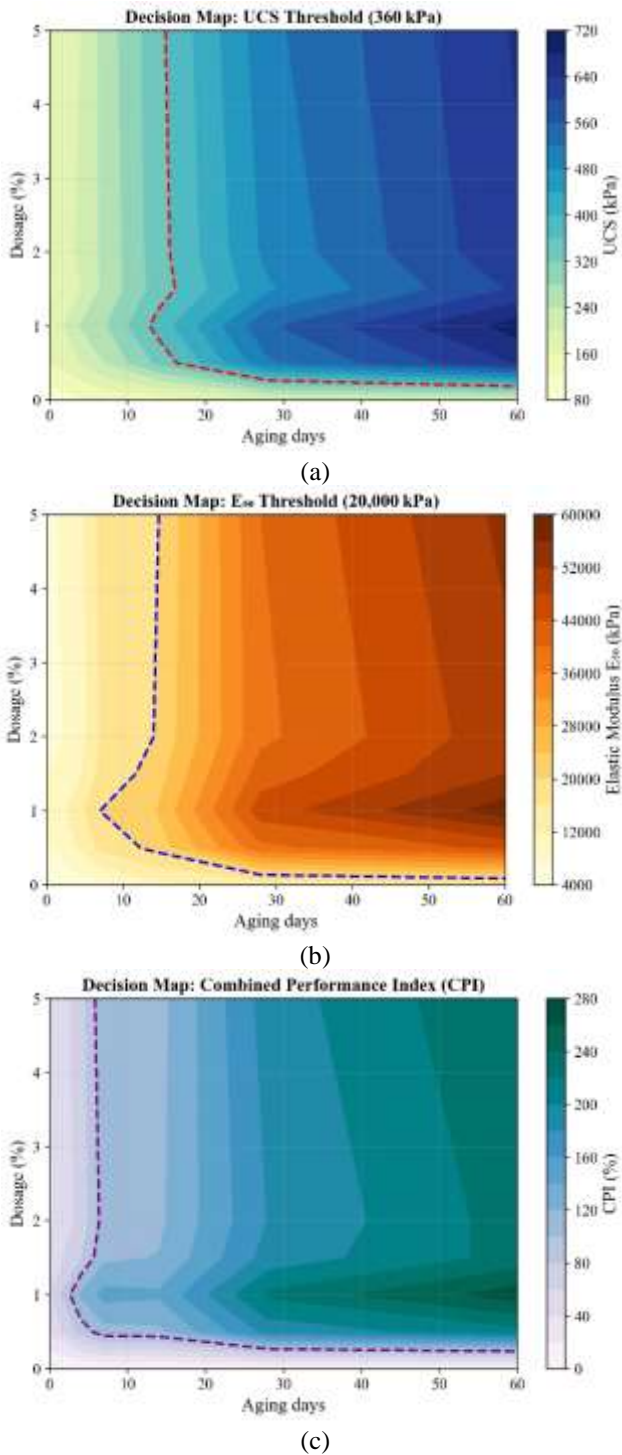 Decision Map: UCS Threshold (360 kPa)
5
4
3
2
1
0
Dosage (%)
0 10 20 30 40 50 60
Aging days
720
640
560
480
400
320
240
160
80
UCS (kPa)
(a)
Decision Map: E₅₀ Threshold (20,000 kPa)
5
4
3
2
1
0
Dosage (%)
0 10 20 30 40 50 60
Aging days
60000
52000
44000
36000
28000
20000
12000
4000
Elastic Modulus E₅₀ (kPa)
(b)
Decision Map: Combined Performance Index (CPI)
5
4
3
2
1
0
Dosage (%)
0 10 20 30 40 50 60
Aging days
280
240
200
160
120
80
40
0
CPI (%)
(c)